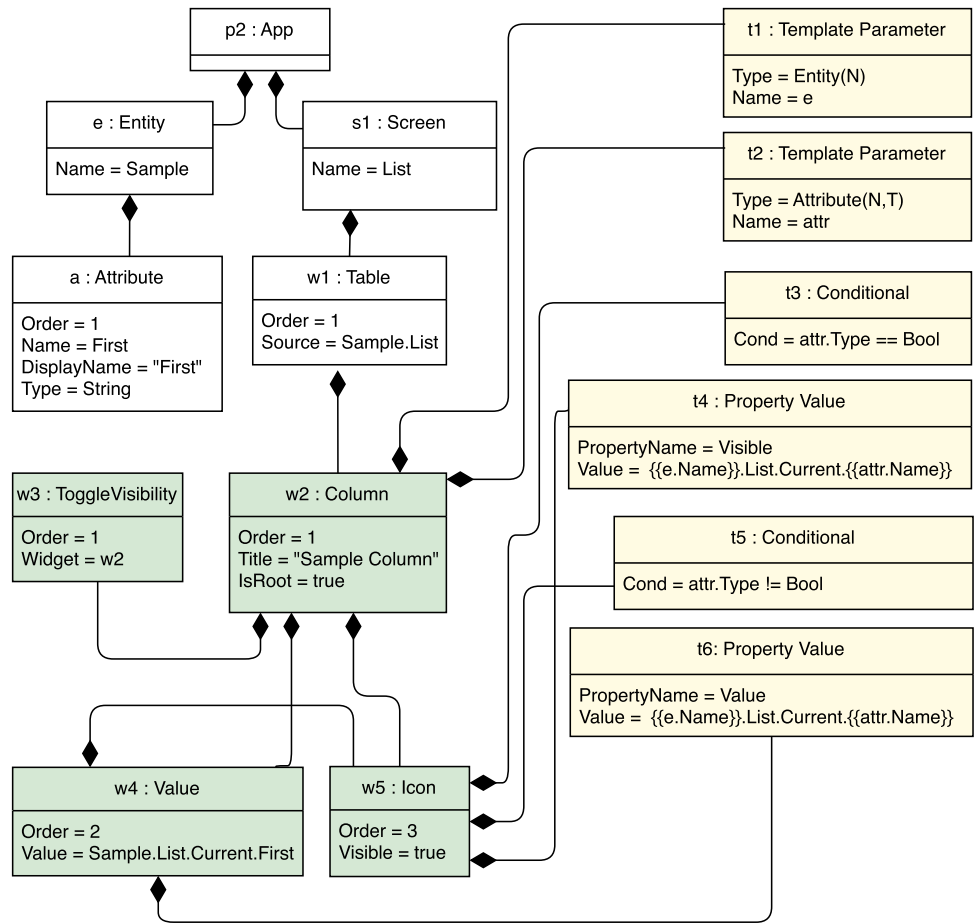 p2 : App
e : Entity
Name = Sample
s1 : Screen
Name = List
a : Attribute
Order = 1
Name = First
DisplayName = "First"
Type = String
w1 : Table
Order = 1
Source = Sample.List
w3 : ToggleVisibility
Order = 1
Widget = w2
w2 : Column
Order = 1
Title = "Sample Column"
IsRoot = true
w4 : Value
Order = 2
Value = Sample.List.Current.First
w5 : Icon
Order = 3
Visible = true
t1 : Template Parameter
Type = Entity(N)
Name = e
t2 : Template Parameter
Type = Attribute(N,T)
Name = attr
t3 : Conditional
Cond = attr.Type == Bool
t4 : Property Value
PropertyName = Visible
Value =  {{e.Name}}.List.Current.{{attr.Name}}
t5 : Conditional
Cond = attr.Type != Bool
t6: Property Value
PropertyName = Value
Value =  {{e.Name}}.List.Current.{{attr.Name}}